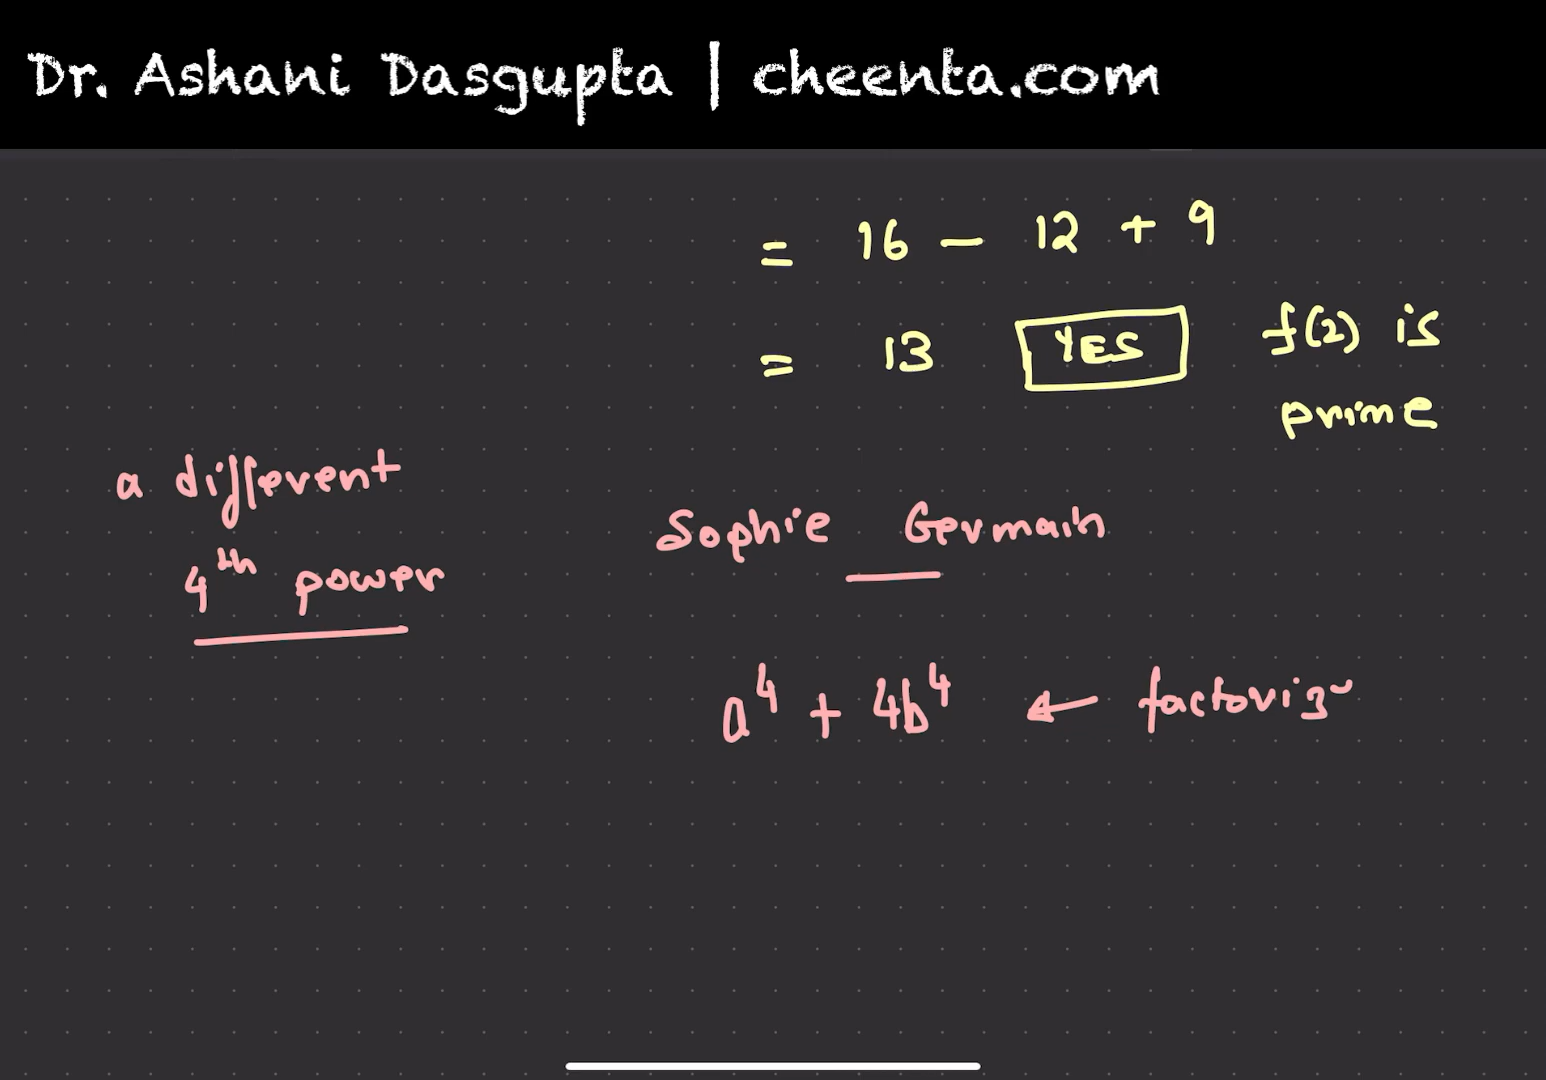 Dr. Ashani Dasgupta | cheenta.com
= 16 - 12 + 9
= 13 YES f(2) is
prime
a different
4th power
Sophie Germain
a⁴ + 4b⁴ ← factoriz